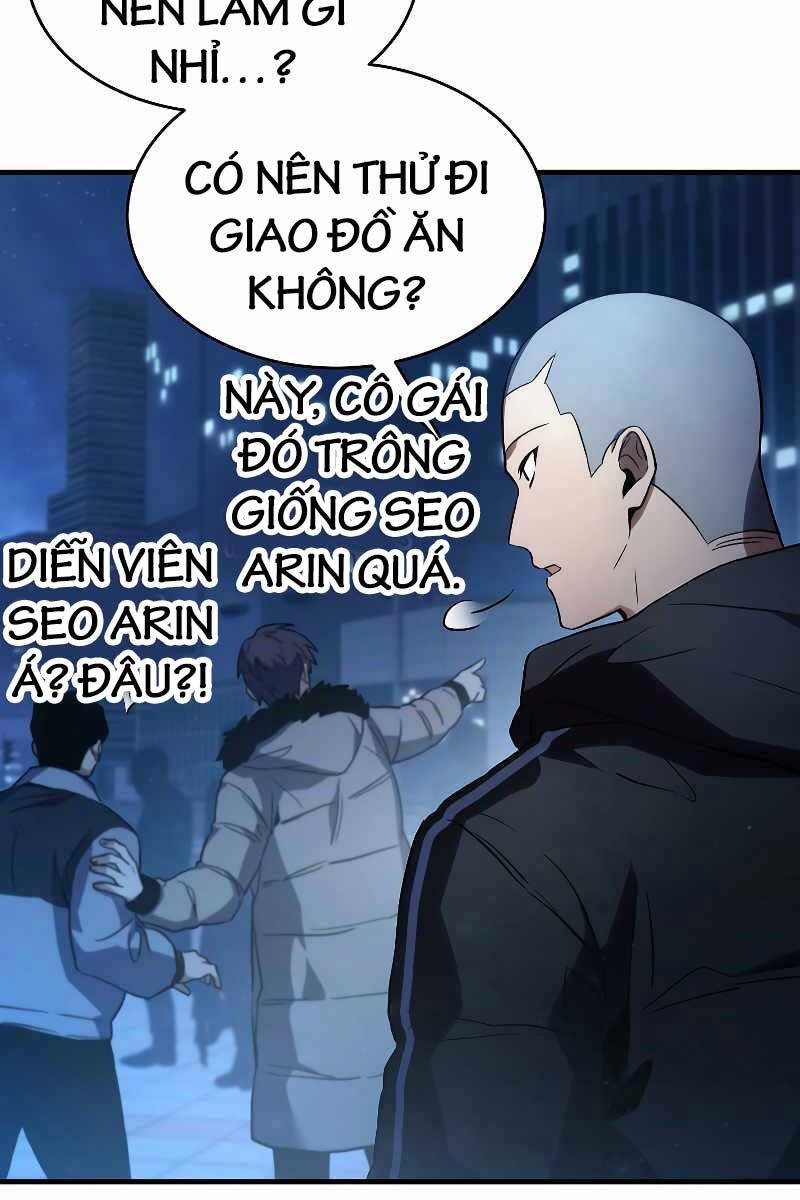 NÊN LÀM GÌ
NHỈ...?
CÓ NÊN THỬ ĐI
GIAO ĐỒ ĂN
KHÔNG?
NÀY, CÔ GÁI
ĐÓ TRÔNG
GIỐNG SEO
ARIN QUÁ.
DIỄN VIÊN
SEO ARIN
Á? ĐÂU?!